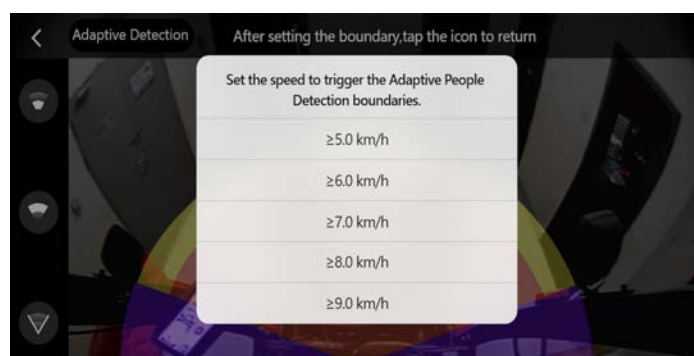 Adaptive Detection
After setting the boundary,tap the icon to return
Set the speed to trigger the Adaptive People
Detection boundaries.
≥5.0 km/h
≥6.0 km/h
≥7.0 km/h
≥8.0 km/h
≥9.0 km/h